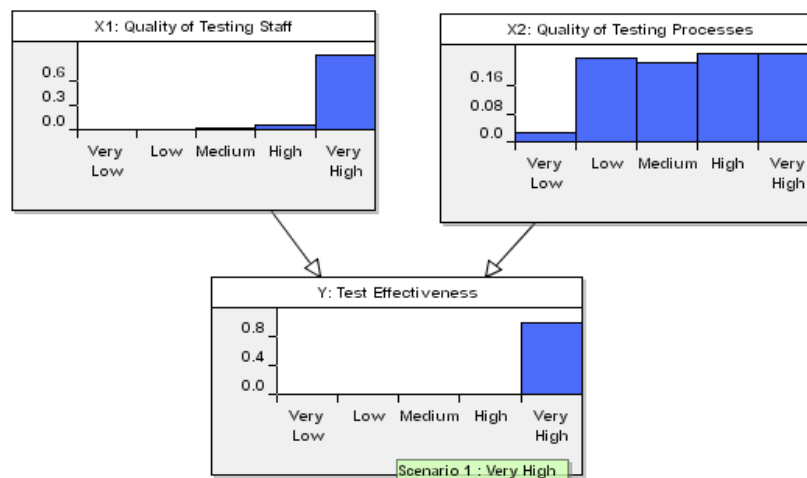 X1: Quality of Testing Staff
0.6
0.3
0.0
Very Low
Low
Medium
High
Very High
X2: Quality of Testing Processes
0.16
0.08
0.0
Very Low
Low
Medium
High
Very High
Y: Test Effectiveness
0.8
0.4
0.0
Very Low
Low
Medium
High
Very High
Scenario 1 : Very High